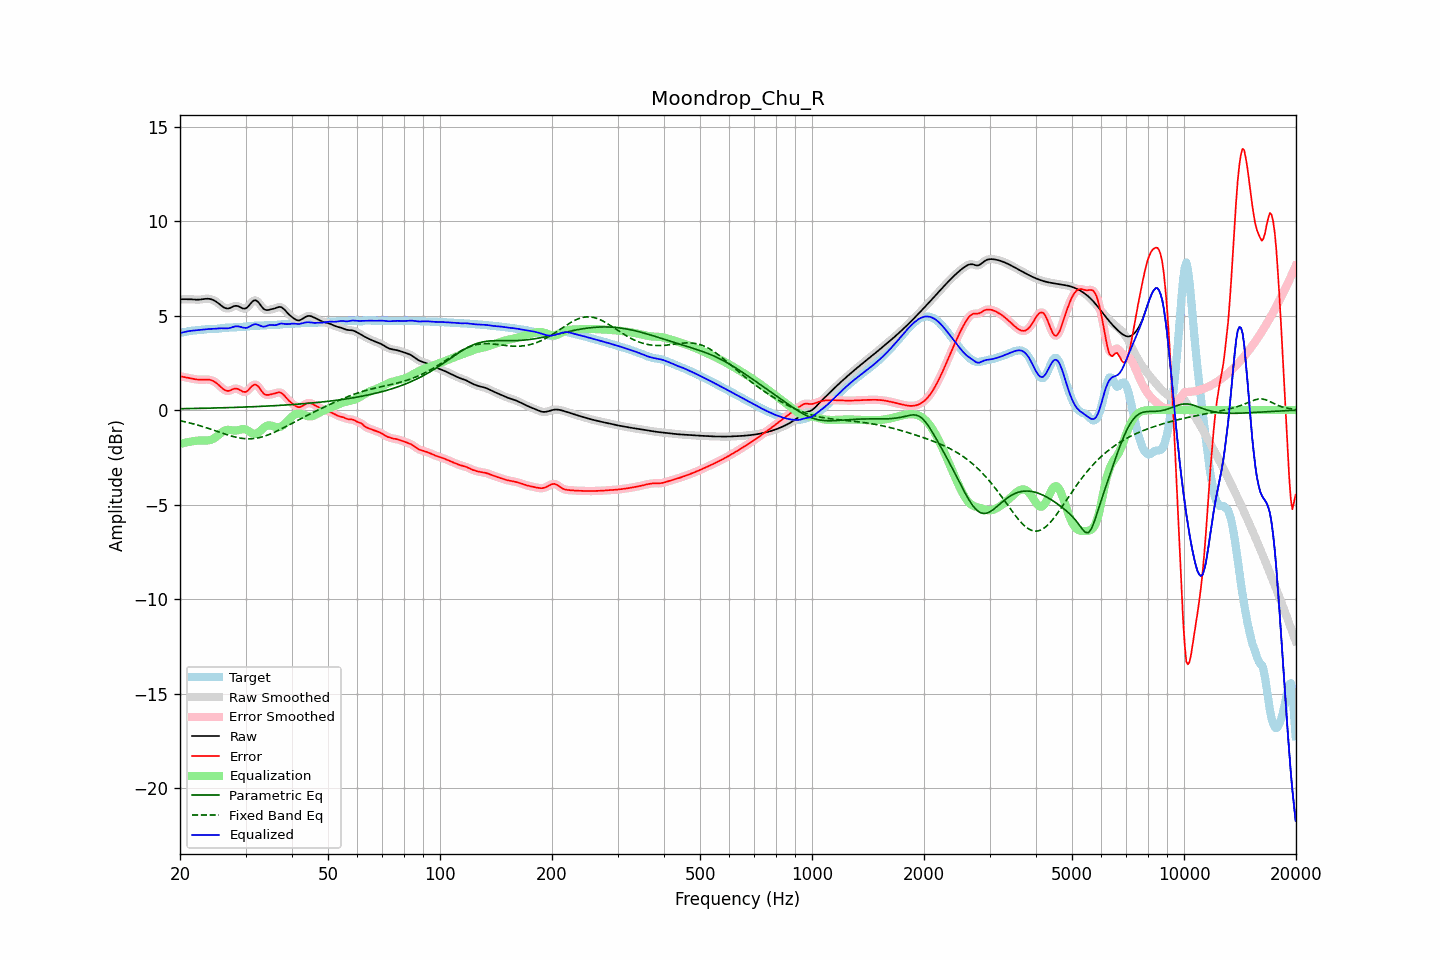 Moondrop_Chu_R
Amplitude (dBr)
15
10
5
0
−5
−10
−15
−20
Target
Raw Smoothed
Error Smoothed
Raw
Error
Equalization
Parametric Eq
Fixed Band Eq
Equalized
20 50 100 200 500 1000 2000 5000 10000 20000
Frequency (Hz)